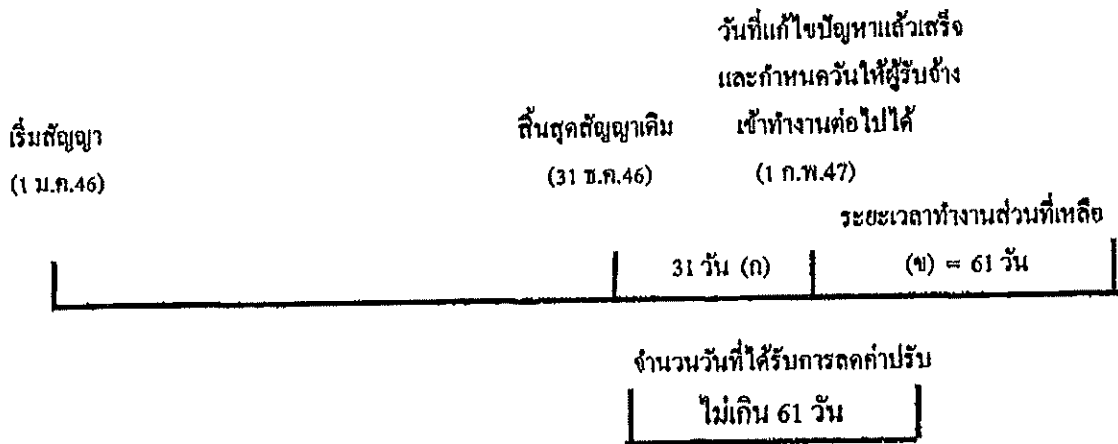 วันที่แก้ไขปัญหาแล้วเสร็จ
และกำหนดวันให้ผู้รับจ้าง
เริ่มสัญญา สิ้นสุดสัญญาเดิม เข้าทำงานต่อไปได้
(1 ม.ค.46) (31 ธ.ค.46) (1 ก.พ.47)
ระยะเวลาทำงานส่วนที่เหลือ
31 วัน (ก) (ข) = 61 วัน
จำนวนวันที่ได้รับการลดค่าปรับ
ไม่เกิน 61 วัน